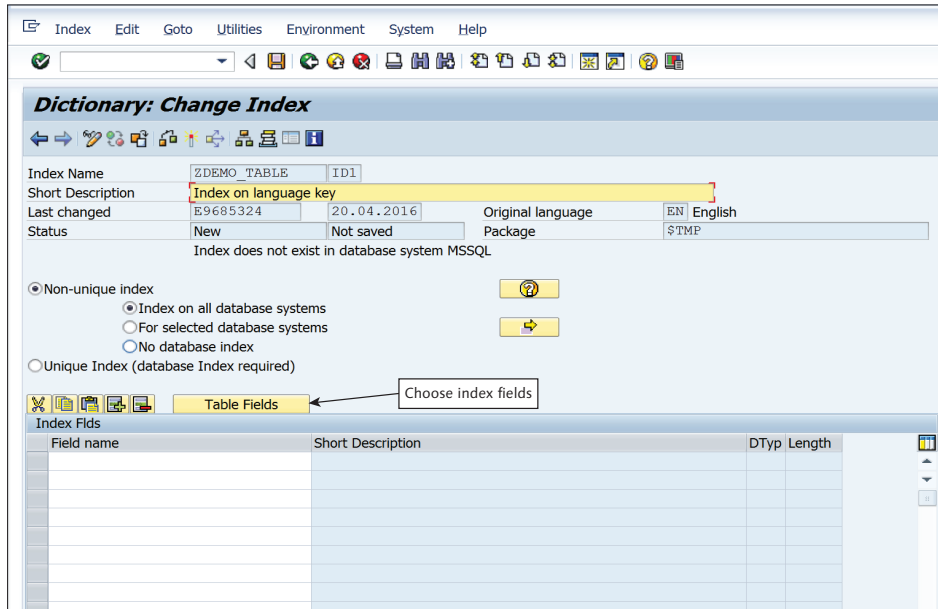 Index Edit Goto Utilities Environment System Help
Dictionary: Change Index
Index Name ZDEMO_TABLE ID1
Short Description Index on language key
Last changed E9685324 20.04.2016 Original language EN English
Status New Not saved Package $TMP
Index does not exist in database system MSSQL
Non-unique index
Index on all database systems
For selected database systems
No database index
Unique Index (database Index required)
Choose index fields
Table Fields
Index Flds
Field name Short Description DTyp Length